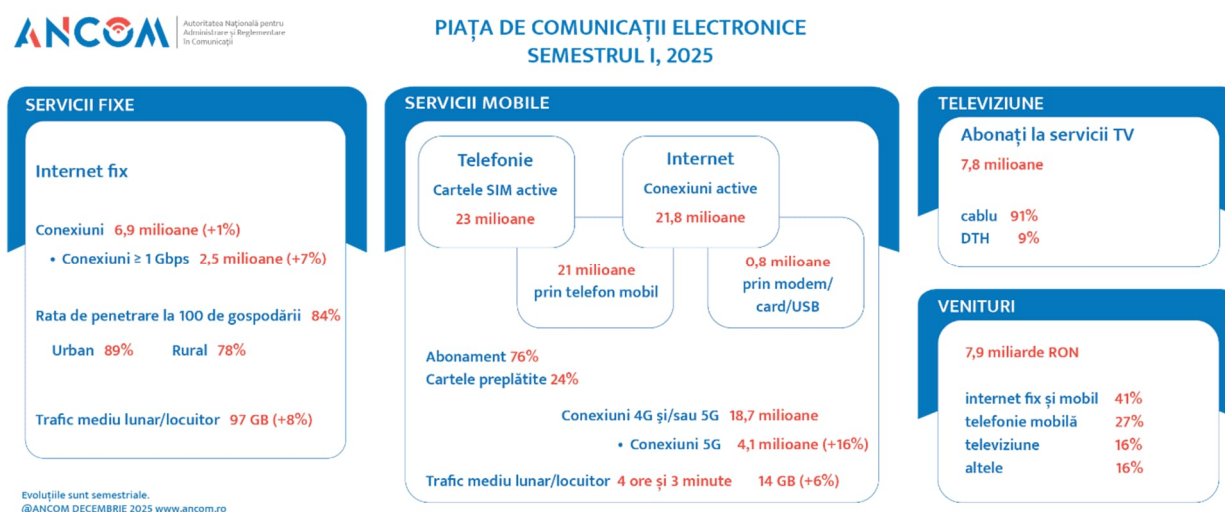 ANCOM
Autoritatea Națională pentru
Administrare și Reglementare
în Comunicații
PIAȚA DE COMUNICAȚII ELECTRONICE
SEMESTRUL I, 2025
SERVICII FIXE
Internet fix
Conexiuni 6,9 milioane (+1%)
• Conexiuni ≥ 1 Gbps 2,5 milioane (+7%)
Rata de penetrare la 100 de gospodării 84%
Urban 89% Rural 78%
Trafic mediu lunar/locuitor 97 GB (+8%)
SERVICII MOBILE
Telefonie
Cartele SIM active
23 milioane
Internet
Conexiuni active
21,8 milioane
21 milioane
prin telefon mobil
0,8 milioane
prin modem/
card/USB
Abonament 76%
Cartele preplătite 24%
Conexiuni 4G și/sau 5G 18,7 milioane
• Conexiuni 5G 4,1 milioane (+16%)
Trafic mediu lunar/locuitor 4 ore și 3 minute 14 GB (+6%)
TELEVIZIUNE
Abonați la servicii TV
7,8 milioane
cablu 91%
DTH 9%
VENITURI
7,9 miliarde RON
internet fix și mobil 41%
telefonie mobilă 27%
televiziune 16%
altele 16%
Evoluțiile sunt semestriale.
@ANCOM DECEMBRIE 2025 www.ancom.ro